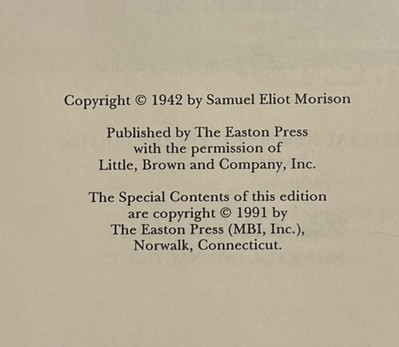 Copyright © 1942 by Samuel Eliot Morison
Published by The Easton Press
with the permission of
Little, Brown and Company, Inc.
The Special Contents of this edition
are copyright © 1991 by
The Easton Press (MBI, Inc.),
Norwalk, Connecticut.